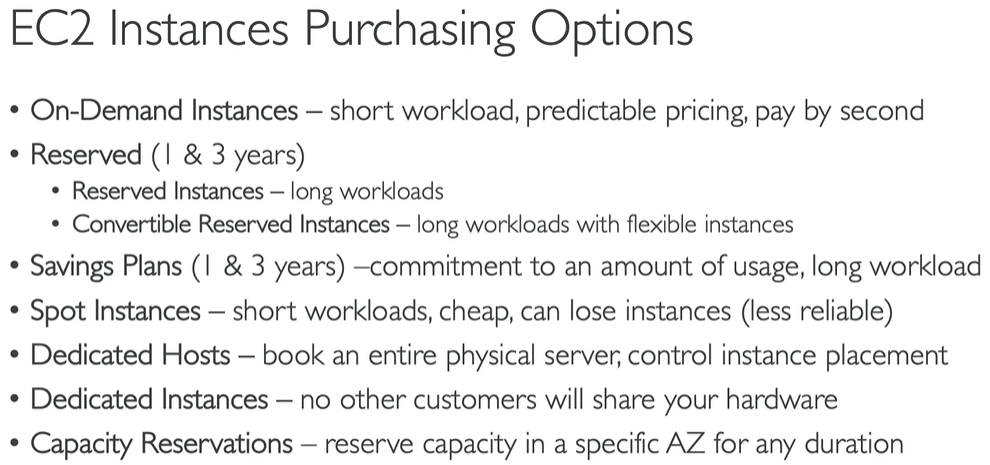 EC2 Instances Purchasing Options
• On-Demand Instances – short workload, predictable pricing, pay by second
• Reserved (1 & 3 years)
• Reserved Instances – long workloads
• Convertible Reserved Instances – long workloads with flexible instances
• Savings Plans (1 & 3 years) –commitment to an amount of usage, long workload
• Spot Instances – short workloads, cheap, can lose instances (less reliable)
• Dedicated Hosts – book an entire physical server, control instance placement
• Dedicated Instances – no other customers will share your hardware
• Capacity Reservations – reserve capacity in a specific AZ for any duration